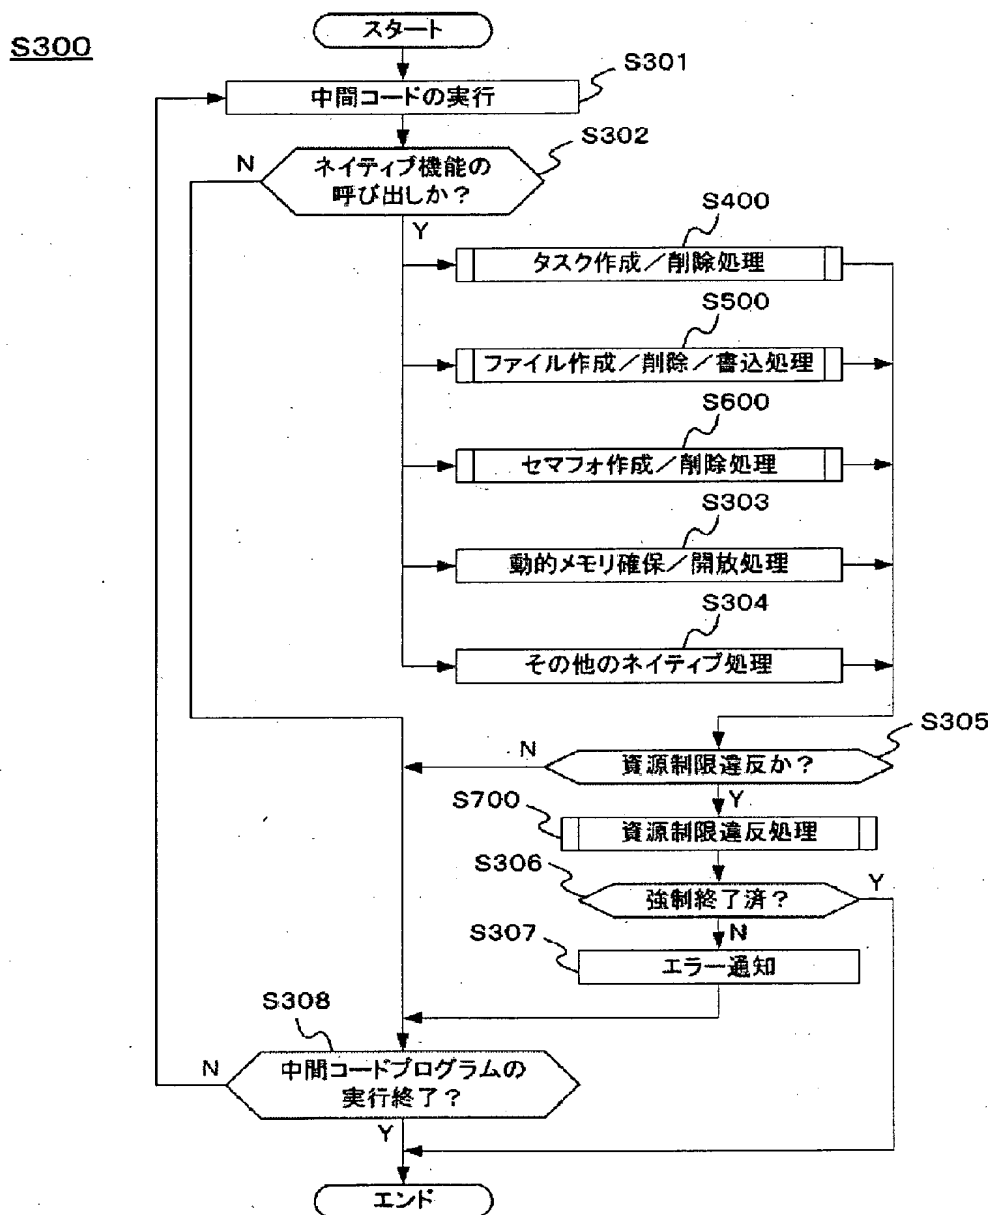 S300
スタート
S301
中間コードの実行
S302
N
ネイティブ機能の
呼び出しか？
Y
S400
タスク作成／削除処理
S500
ファイル作成／削除／書込処理
S600
セマフォ作成／削除処理
S303
動的メモリ確保／開放処理
S304
その他のネイティブ処理
S305
N
資源制限違反か？
Y
S700
資源制限違反処理
S306
強制終了済？
Y
N
S307
エラー通知
S308
N
中間コードプログラムの
実行終了？
Y
エンド